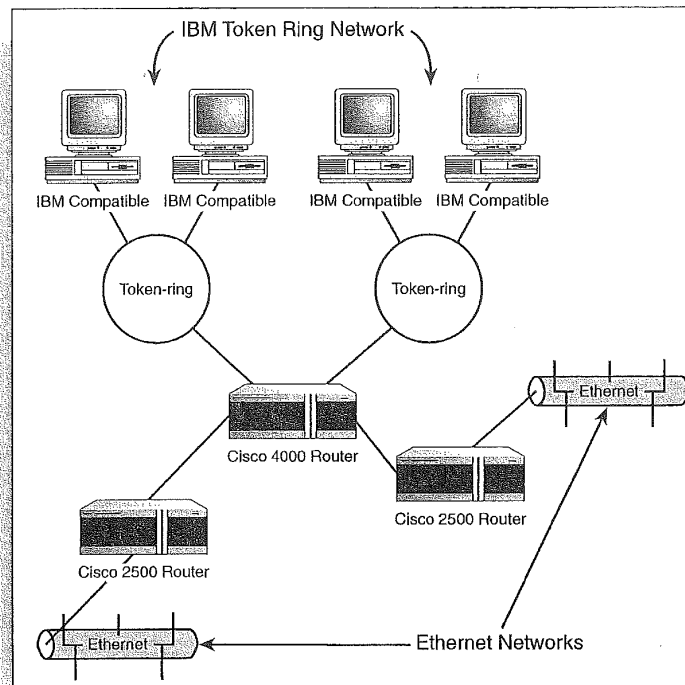 IBM Token Ring Network
IBM Compatible
IBM Compatible
IBM Compatible
IBM Compatible
Token-ring
Token-ring
Ethernet
Cisco 4000 Router
Cisco 2500 Router
Cisco 2500 Router
Ethernet
Ethernet Networks